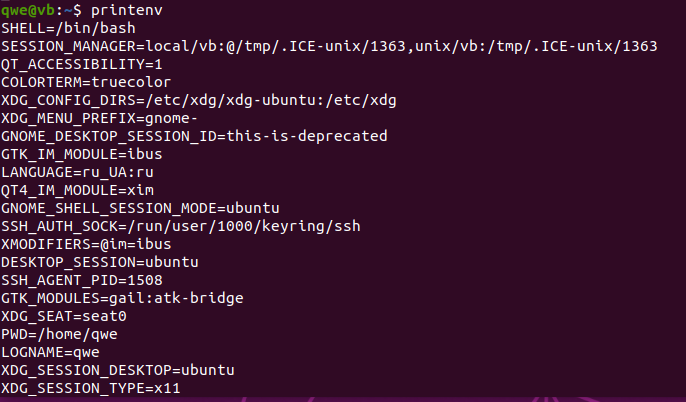 qwe@vb:~$ printenv
SHELL=/bin/bash
SESSION_MANAGER=local/vb:@/tmp/.ICE-unix/1363,unix/vb:/tmp/.ICE-unix/1363
QT_ACCESSIBILITY=1
COLORTERM=truecolor
XDG_CONFIG_DIRS=/etc/xdg/xdg-ubuntu:/etc/xdg
XDG_MENU_PREFIX=gnome-
GNOME_DESKTOP_SESSION_ID=this-is-deprecated
GTK_IM_MODULE=ibus
LANGUAGE=ru_UA:ru
QT4_IM_MODULE=xim
GNOME_SHELL_SESSION_MODE=ubuntu
SSH_AUTH_SOCK=/run/user/1000/keyring/ssh
XMODIFIERS=@im=ibus
DESKTOP_SESSION=ubuntu
SSH_AGENT_PID=1508
GTK_MODULES=gail:atk-bridge
XDG_SEAT=seat0
PWD=/home/qwe
LOGNAME=qwe
XDG_SESSION_DESKTOP=ubuntu
XDG_SESSION_TYPE=x11